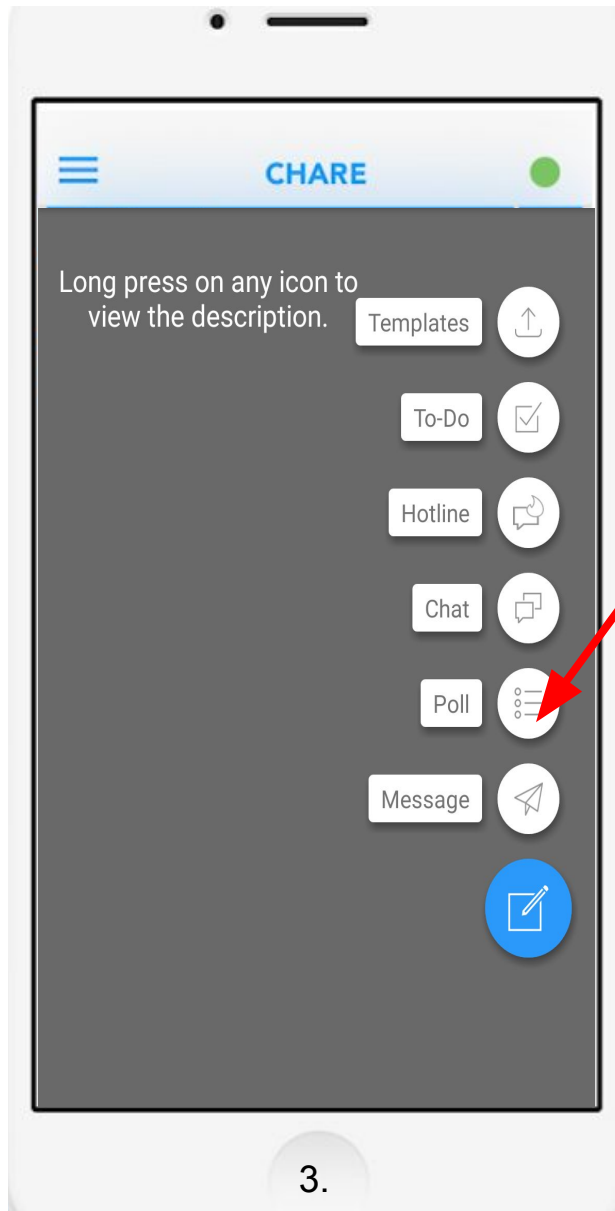 CHARE
Long press on any icon to
view the description.
Templates
To-Do
Hotline
Chat
Poll
Message
3.